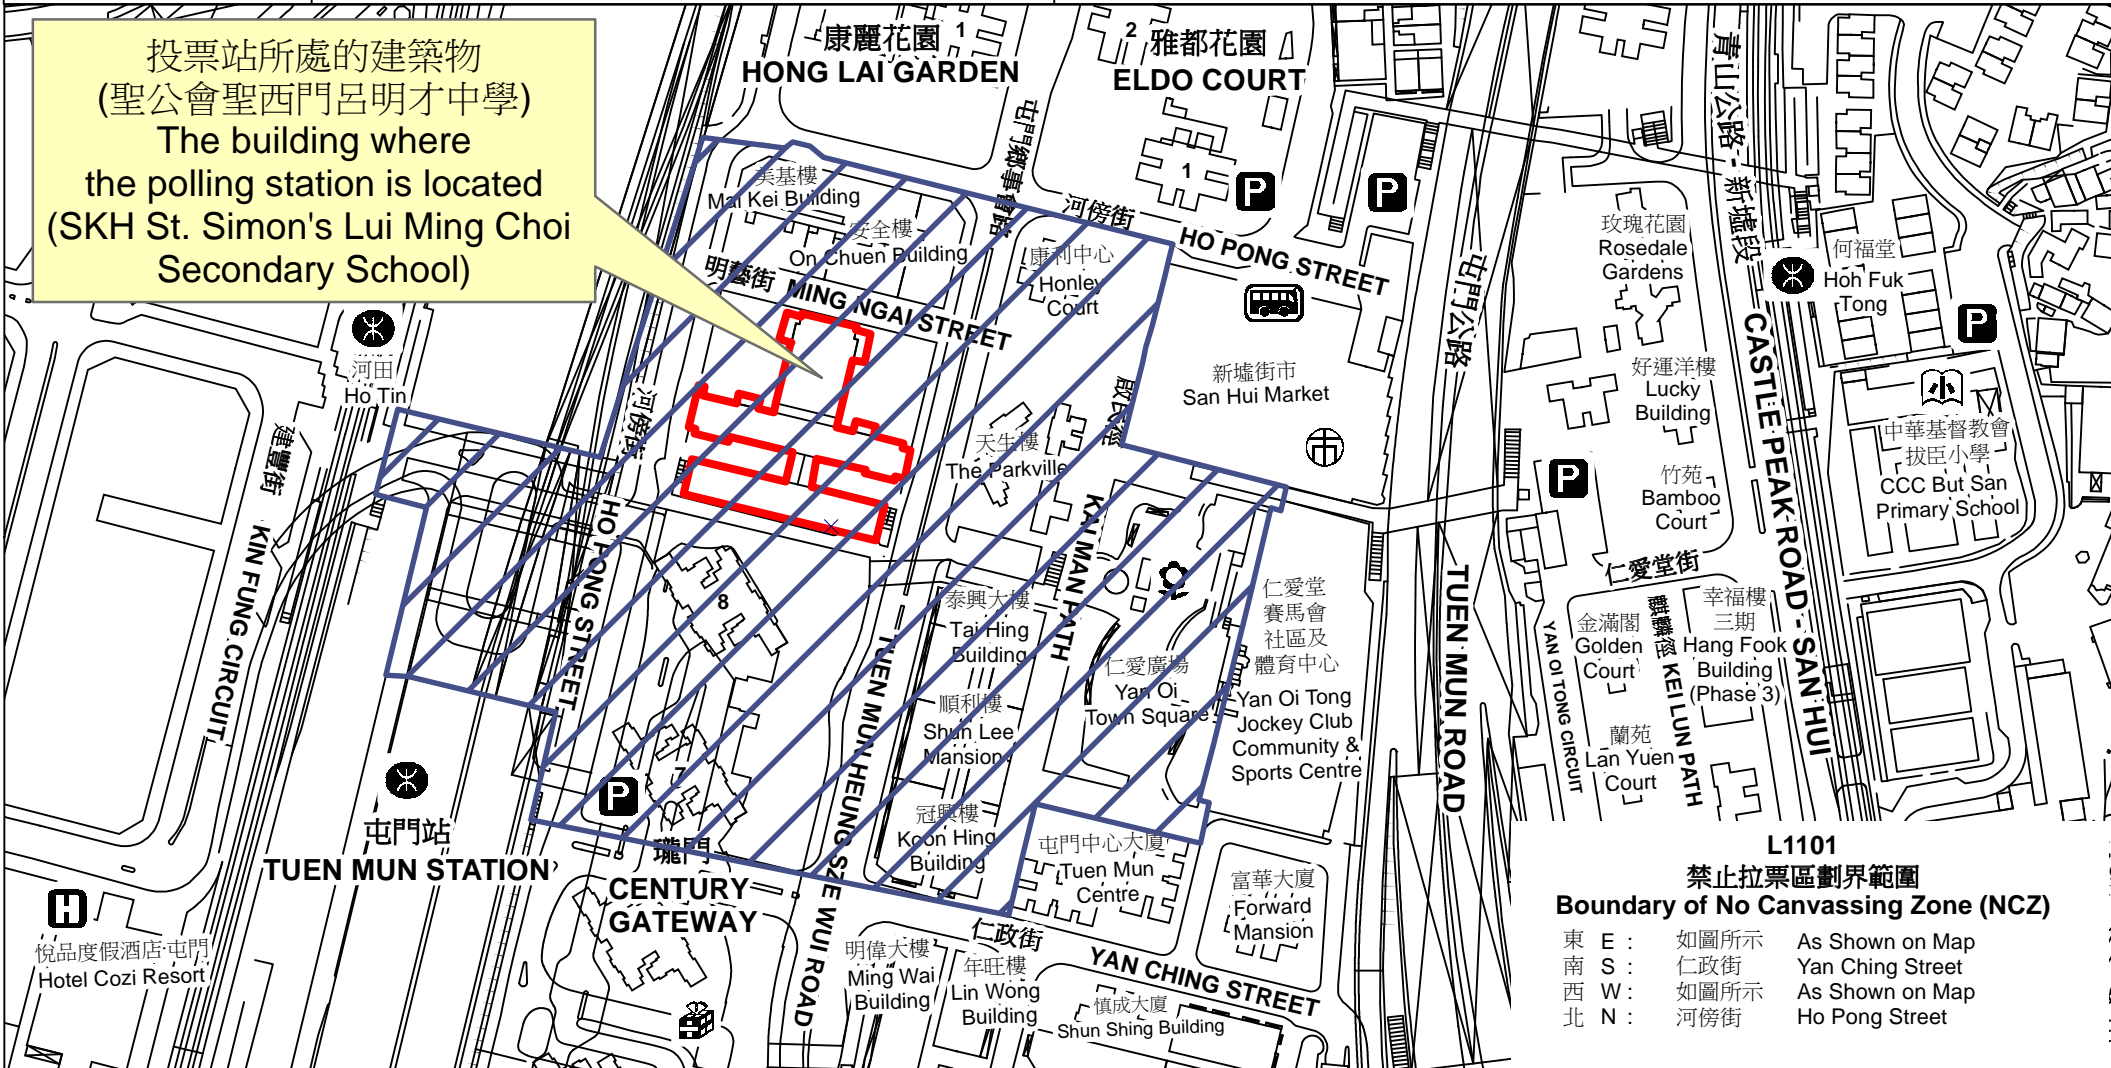 投票站所處的建築物
(聖公會聖西門呂明才中學)
The building where
the polling station is located
(SKH St. Simon's Lui Ming Choi
Secondary School)
康麗花園 1
HONG LAI GARDEN
2 雅都花園
ELDO COURT
1
P
P
美基樓
Mai Kei Building
安全樓
On Chuen Building
明藝街 MING NGAI STREET
屯門鄉事會路
河傍街
HO PONG STREET
康利中心
Honley
Court
新墟街市
San Hui Market
市
啟民徑
KAI MAN PATH
天生樓
The Parkville
河田
Ho Tin
建豐街
KIN FUNG CIRCUIT
河傍街
HO PONG STREET
8
7
P
屯門站
TUEN MUN STATION
瓏門
CENTURY
GATEWAY
H
悅品度假酒店·屯門
Hotel Cozi Resort
TUEN MUN HEUNG SZE WUI ROAD
泰興大樓
Tai Hing
Building
順利樓
Shun Lee
Mansion
冠興樓
Koon Hing
Building
仁愛廣場
Yan Oi
Town Square
仁愛堂
賽馬會
社區及
體育中心
Yan Oi Tong
Jockey Club
Community &
Sports Centre
屯門中心大廈
Tuen Mun
Centre
富華大廈
Forward
Mansion
仁政街
YAN CHING STREET
明偉大樓
Ming Wai
Building
年旺樓
Lin Wong
Building
慎成大廈
Shun Shing Building
屯門公路
TUEN MUN ROAD
青山公路 - 新墟段
CASTLE PEAK ROAD - SAN HUI
玫瑰花園
Rosedale
Gardens
何福堂
Hoh Fuk
Tong
P
好運洋樓
Lucky
Building
小
中華基督教會
拔臣小學
CCC But San
Primary School
P
竹苑
Bamboo
Court
仁愛堂街
YAN OI TONG CIRCUIT
金滿閣
Golden
Court
麒麟徑 KEI LUN PATH
幸福樓
三期
Hang Fook
Building
(Phase 3)
蘭苑
Lan Yuen
Court
L1101
禁止拉票區劃界範圍
Boundary of No Canvassing Zone (NCZ)
東 E : 如圖所示 As Shown on Map
南 S : 仁政街 Yan Ching Street
西 W : 如圖所示 As Shown on Map
北 N : 河傍街 Ho Pong Street